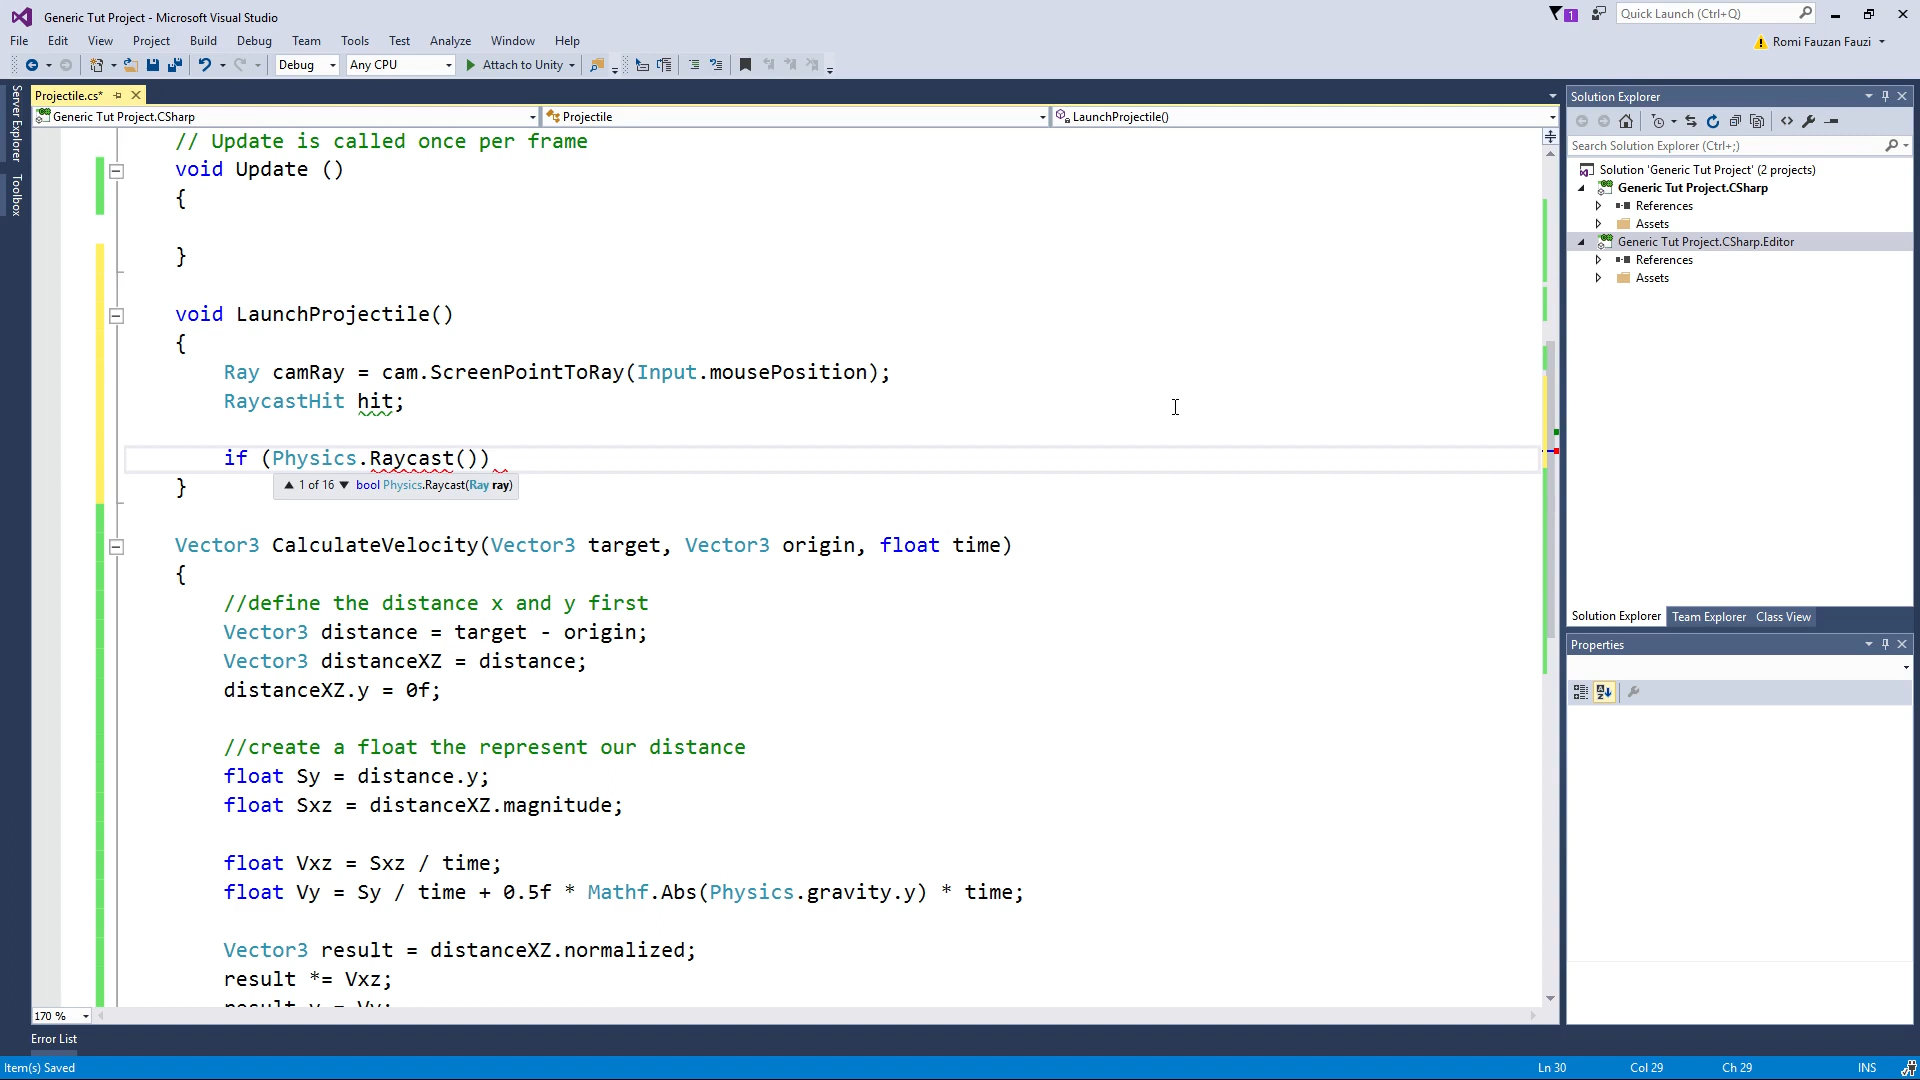 Generic Tut Project - Microsoft Visual Studio
1
Quick Launch (Ctrl+Q)
File Edit View Project Build Debug Team Tools Test Analyze Window Help
Romi Fauzan Fauzi
Debug Any CPU Attach to Unity
Server Explorer
Toolbox
Projectile.cs*
Generic Tut Project.CSharp Projectile LaunchProjectile()
// Update is called once per frame
void Update ()
{
}
void LaunchProjectile()
{
Ray camRay = cam.ScreenPointToRay(Input.mousePosition);
RaycastHit hit;
if (Physics.Raycast())
1 of 16 bool Physics.Raycast(Ray ray)
}
Vector3 CalculateVelocity(Vector3 target, Vector3 origin, float time)
{
//define the distance x and y first
Vector3 distance = target - origin;
Vector3 distanceXZ = distance;
distanceXZ.y = 0f;
//create a float the represent our distance
float Sy = distance.y;
float Sxz = distanceXZ.magnitude;
float Vxz = Sxz / time;
float Vy = Sy / time + 0.5f * Mathf.Abs(Physics.gravity.y) * time;
Vector3 result = distanceXZ.normalized;
result *= Vxz;
result.y = Vy;
170 %
Solution Explorer
Search Solution Explorer (Ctrl+;)
Solution 'Generic Tut Project' (2 projects)
Generic Tut Project.CSharp
References
Assets
Generic Tut Project.CSharp.Editor
References
Assets
Solution Explorer Team Explorer Class View
Properties
Error List
Item(s) Saved Ln 30 Col 29 Ch 29 INS